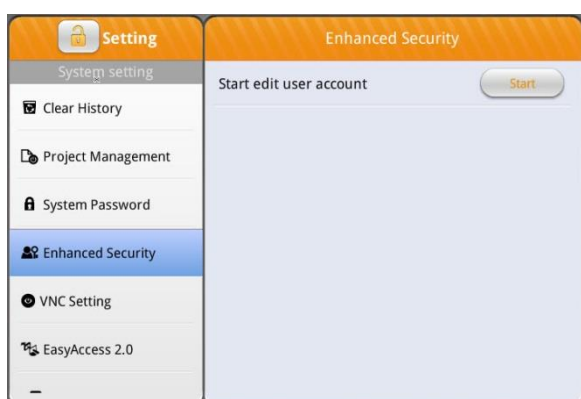 Setting
System setting
Clear History
Project Management
System Password
Enhanced Security
VNC Setting
EasyAccess 2.0
Enhanced Security
Start edit user account
Start